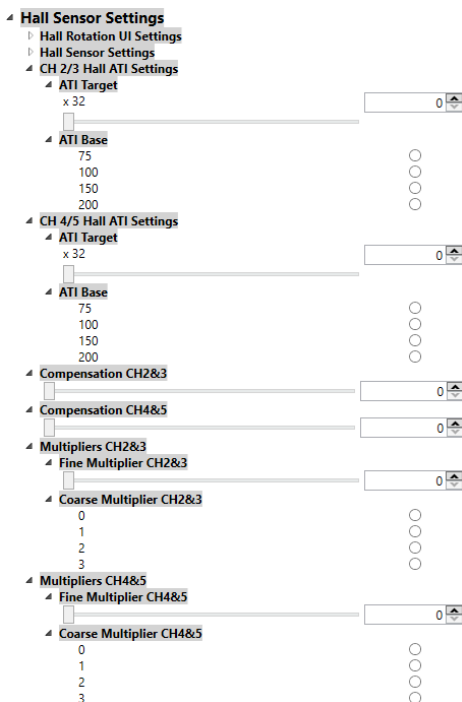 Hall Sensor Settings
Hall Rotation UI Settings
Hall Sensor Settings
CH 2/3 Hall ATI Settings
ATI Target
x 32 0
ATI Base
75
100
150
200
CH 4/5 Hall ATI Settings
ATI Target
x 32 0
ATI Base
75
100
150
200
Compensation CH2&3
0
Compensation CH4&5
0
Multipliers CH2&3
Fine Multiplier CH2&3
0
Coarse Multiplier CH2&3
0
1
2
3
Multipliers CH4&5
Fine Multiplier CH4&5
0
Coarse Multiplier CH4&5
0
1
2
3